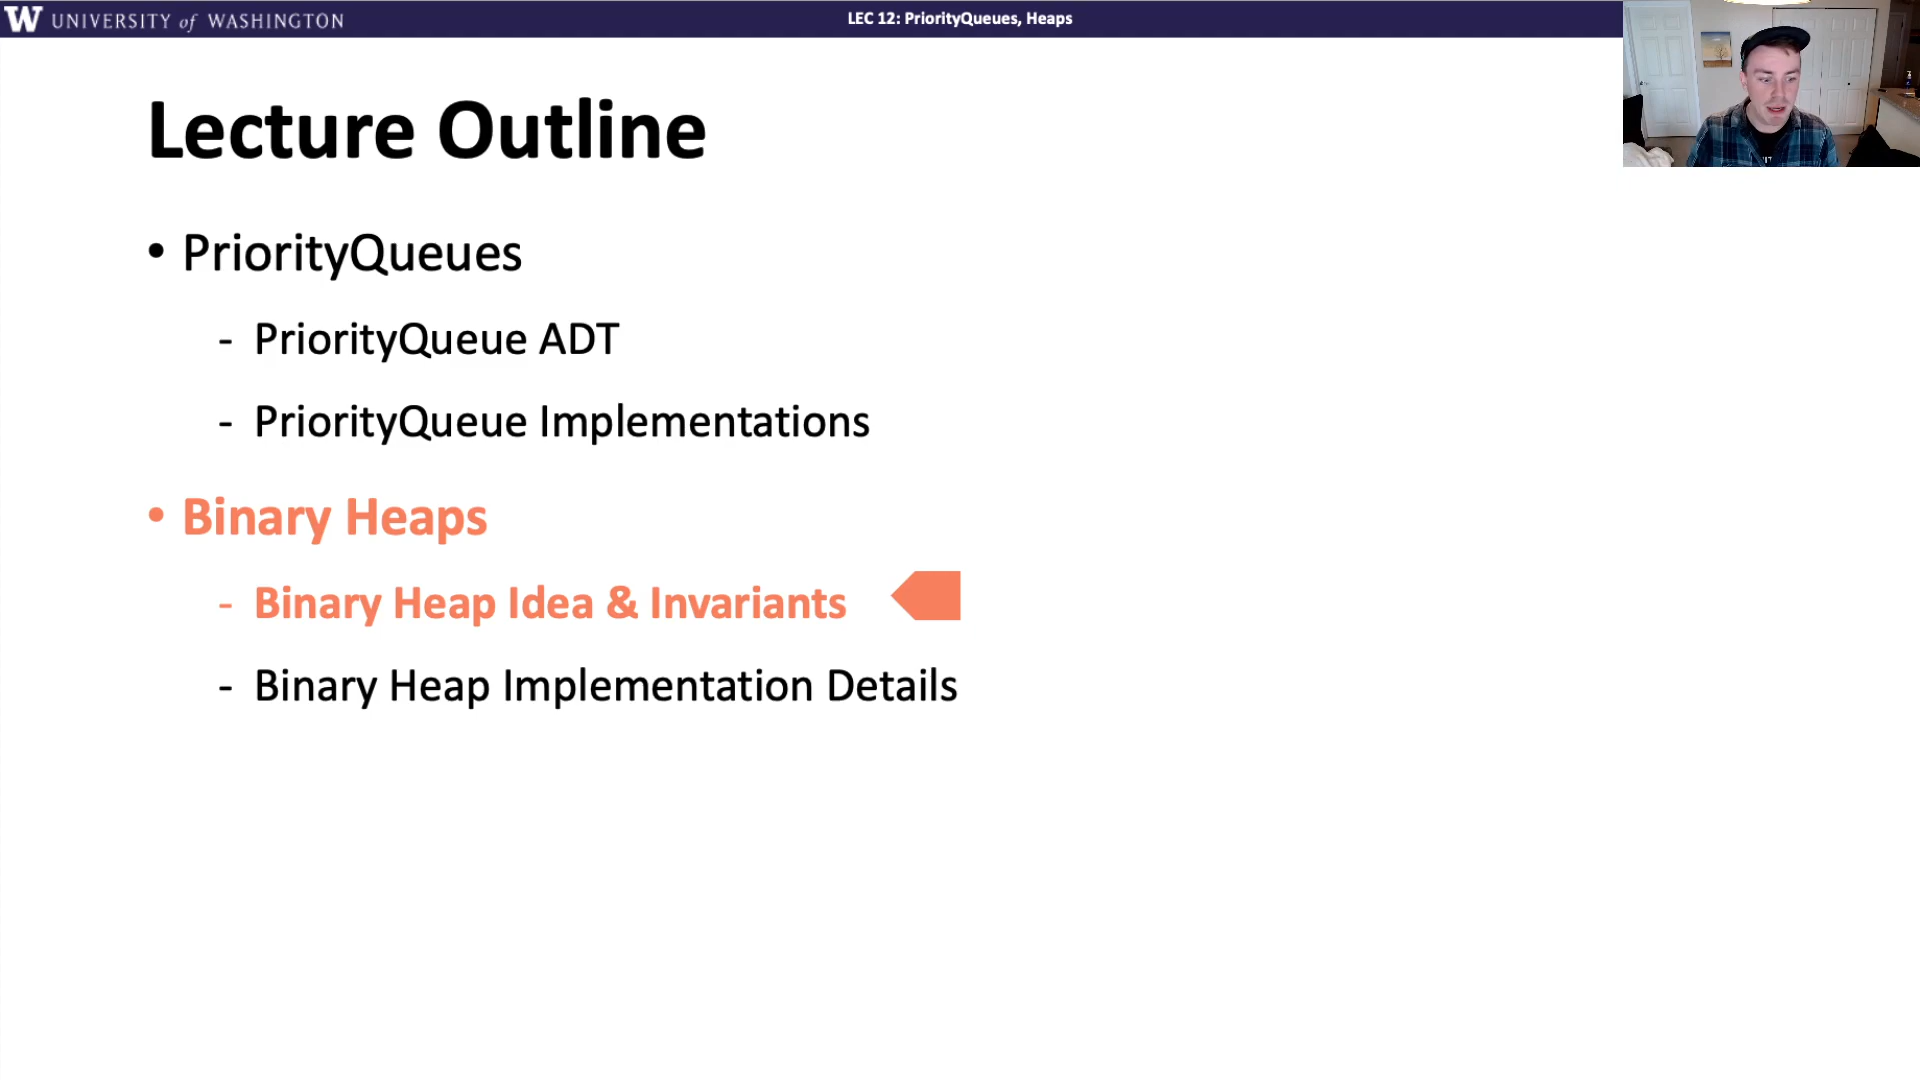 W UNIVERSITY of WASHINGTON
LEC 12: PriorityQueues, Heaps
Lecture Outline
• PriorityQueues
- PriorityQueue ADT
- PriorityQueue Implementations
• Binary Heaps
- Binary Heap Idea & Invariants
- Binary Heap Implementation Details